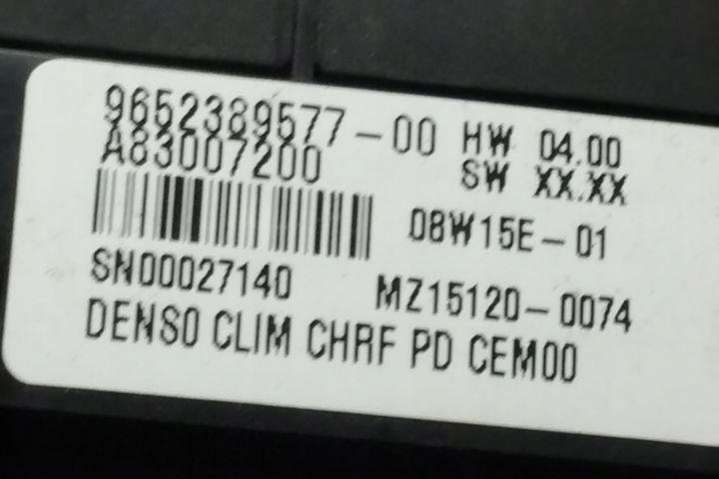 9652389577-00 HW 04.00
A83007200 SW XX.XX
08W15E-01
SN00027140 MZ15120-0074
DENSO CLIM CHRF PD CEM00